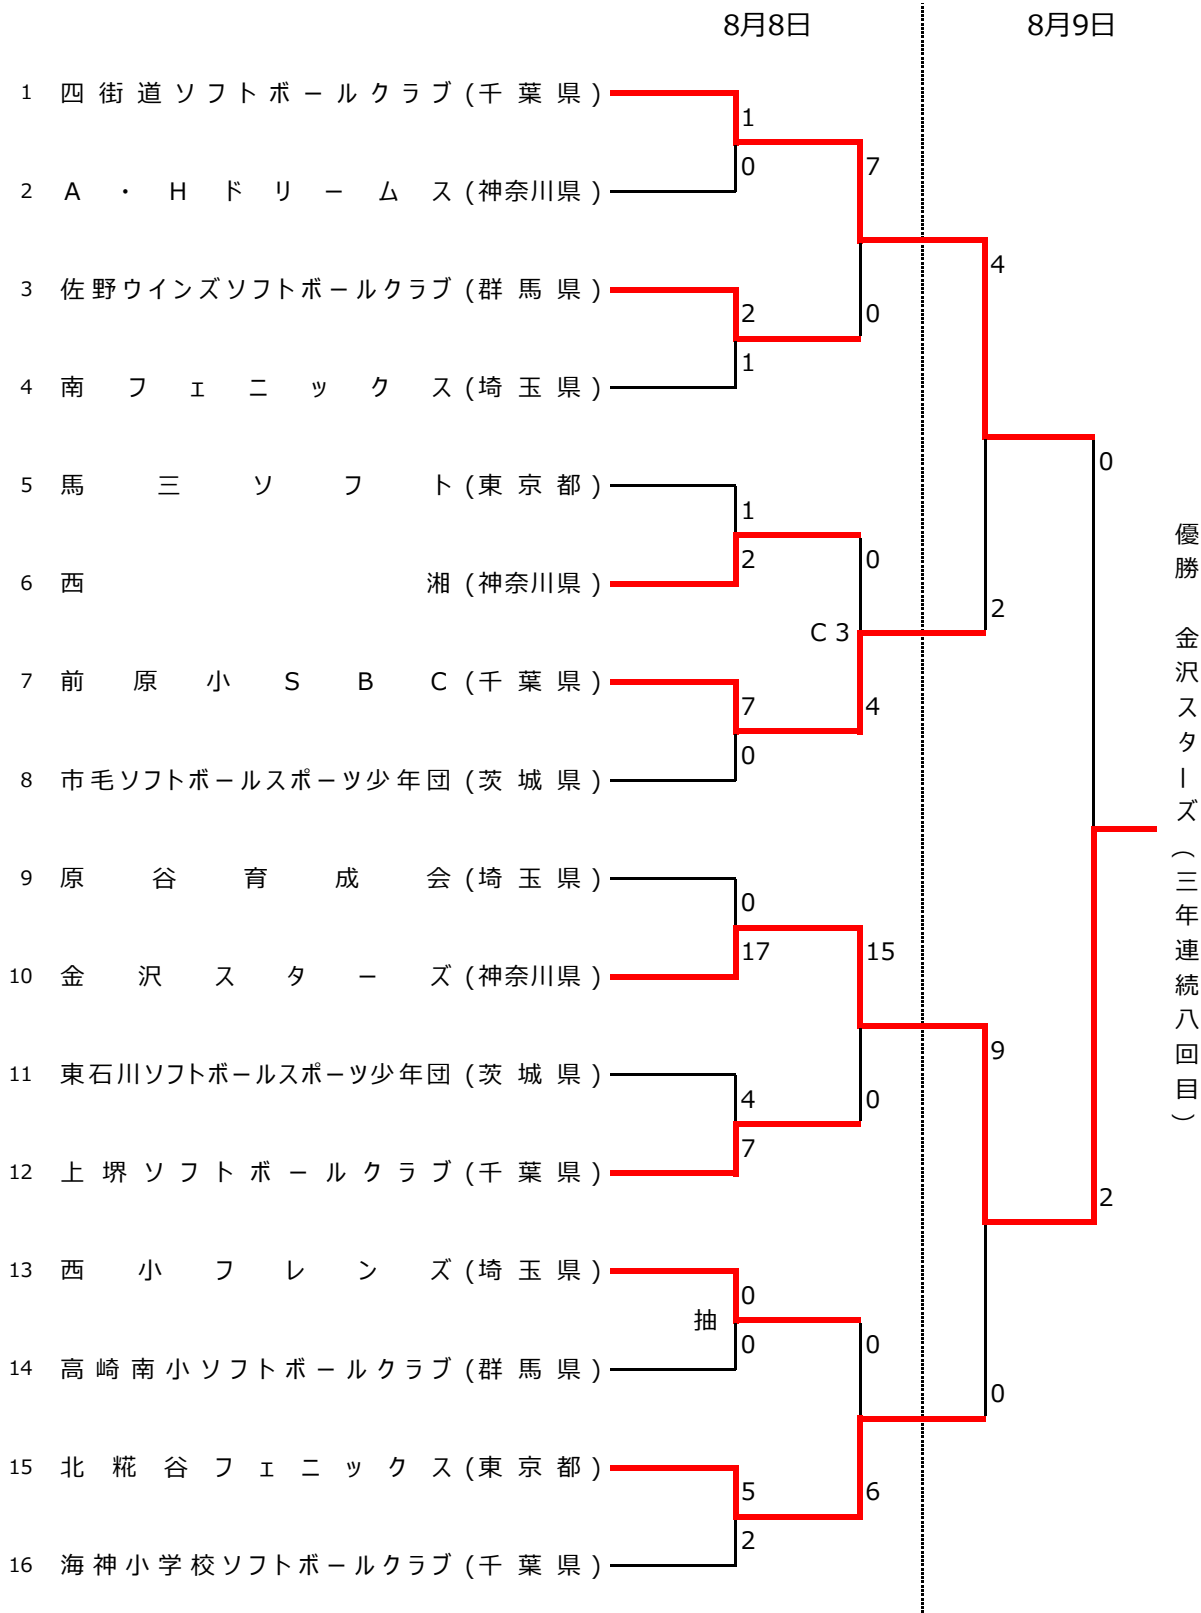 8月8日 8月9日
1 四街道ソフトボールクラブ(千葉県)
1
0
7
2 A・Hドリームス(神奈川県)
4
3 佐野ウインズソフトボールクラブ(群馬県)
2
0
1
4 南フェニックス(埼玉県)
0
5 馬三ソフト(東京都)
1
2
0
6 西湘(神奈川県)
2
C3
7 前原小SBC(千葉県)
7
4
0
8 市毛ソフトボールスポーツ少年団(茨城県)
優勝 金沢スターズ(三年連続八回目)
9 原谷育成会(埼玉県)
0
17
15
10 金沢スターズ(神奈川県)
9
11 東石川ソフトボールスポーツ少年団(茨城県)
4
0
7
12 上堺ソフトボールクラブ(千葉県)
2
13 西小フレンズ(埼玉県)
0
抽
0
0
14 高崎南小ソフトボールクラブ(群馬県)
0
15 北糀谷フェニックス(東京都)
5
6
2
16 海神小学校ソフトボールクラブ(千葉県)